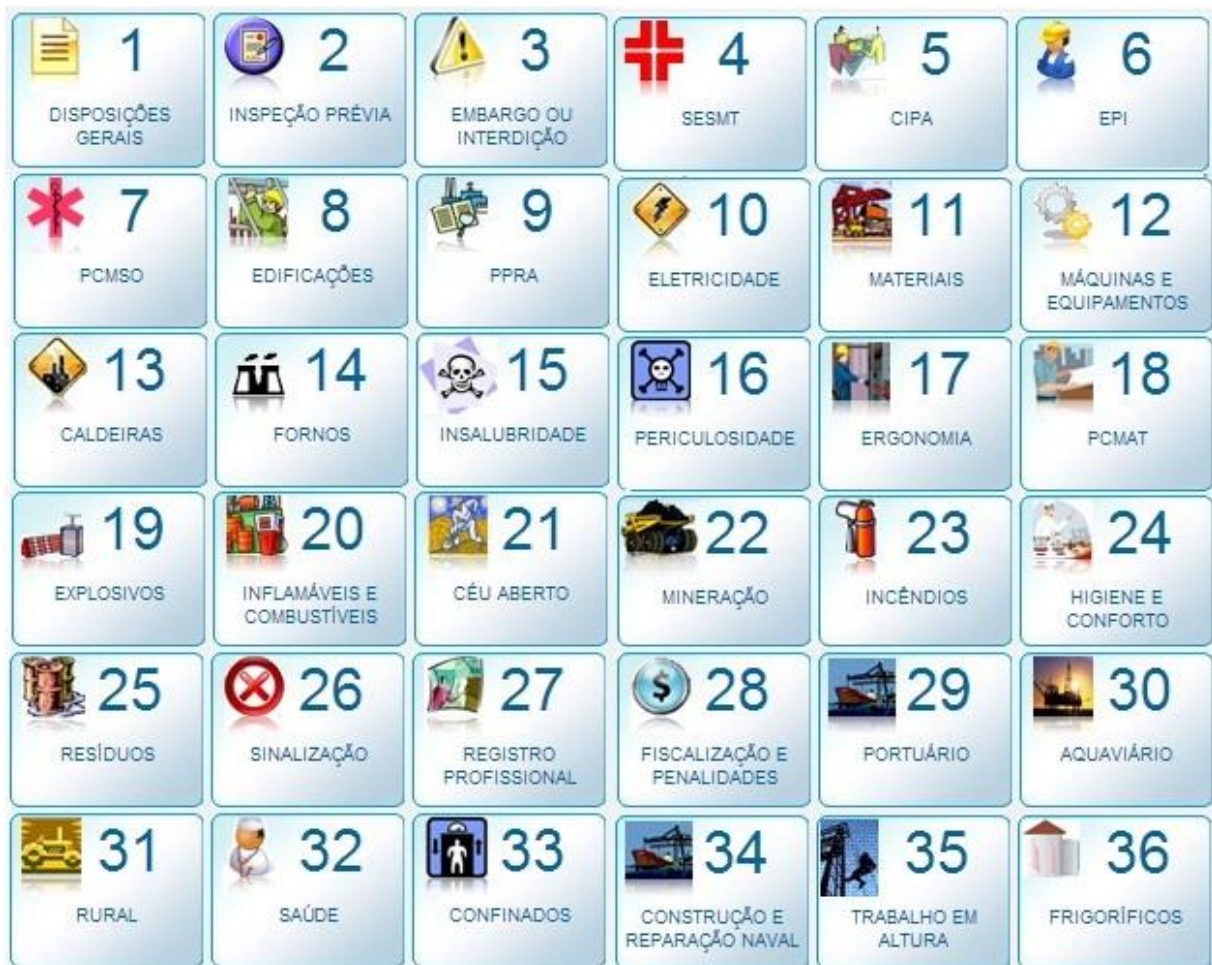 1
DISPOSIÇÕES
GERAIS
2
INSPEÇÃO PRÉVIA
3
EMBARGO OU
INTERDIÇÃO
4
SESMT
5
CIPA
6
EPI
7
PCMSO
8
EDIFICAÇÕES
9
PPRA
10
ELETRICIDADE
11
MATERIAIS
12
MÁQUINAS E
EQUIPAMENTOS
13
CALDEIRAS
14
FORNOS
15
INSALUBRIDADE
16
PERICULOSIDADE
17
ERGONOMIA
18
PCMAT
19
EXPLOSIVOS
20
INFLAMÁVEIS E
COMBUSTÍVEIS
21
CÉU ABERTO
22
MINERAÇÃO
23
INCÊNDIOS
24
HIGIENE E
CONFORTO
25
RESÍDUOS
26
SINALIZAÇÃO
27
REGISTRO
PROFISSIONAL
28
FISCALIZAÇÃO E
PENALIDADES
29
PORTUÁRIO
30
AQUAVIÁRIO
31
RURAL
32
SAÚDE
33
CONFINADOS
34
CONSTRUÇÃO E
REPARAÇÃO NAVAL
35
TRABALHO EM
ALTURA
36
FRIGORÍFICOS